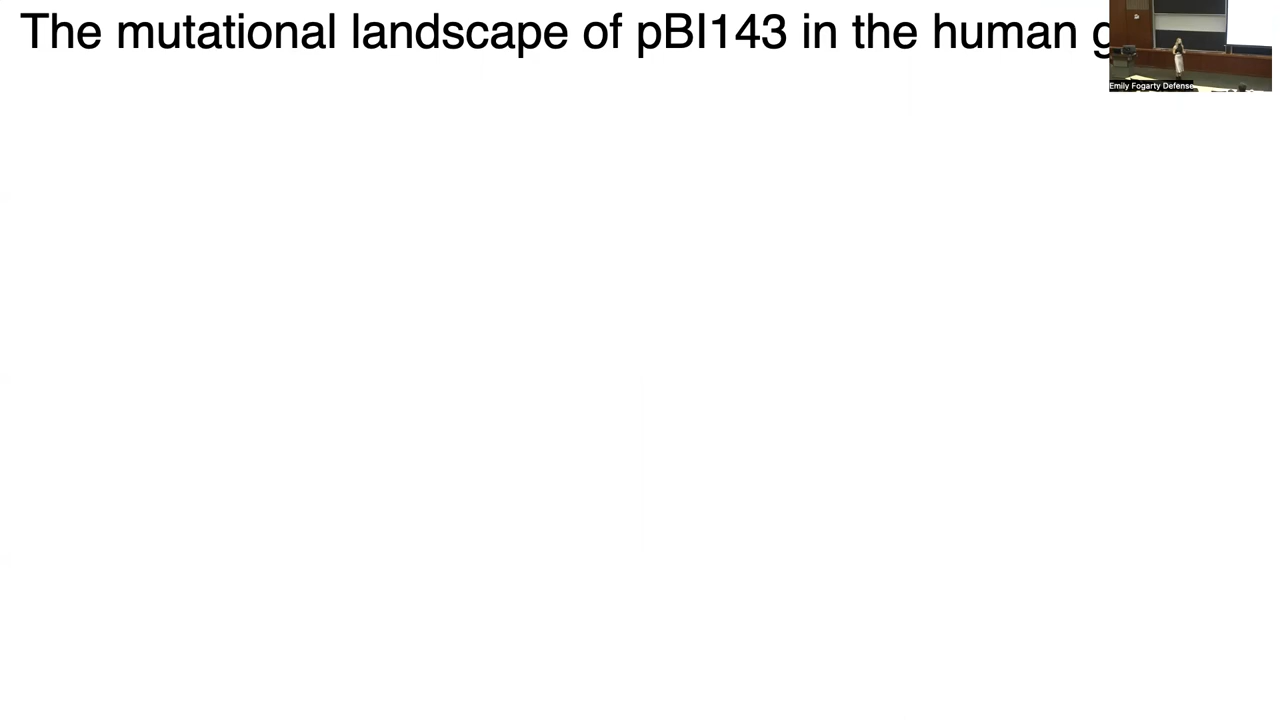 The mutational landscape of pBI143 in the human g
Emily Fogarty Defense